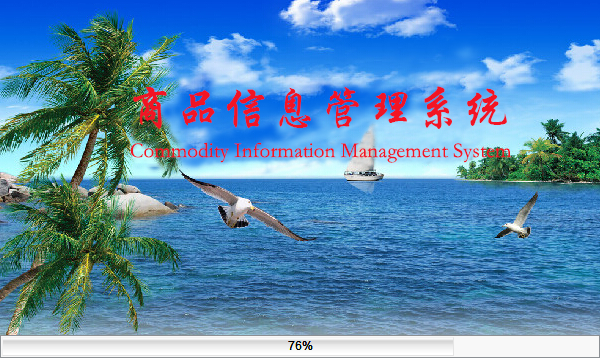 商品信息管理系统
Commodity Information Management System
76%